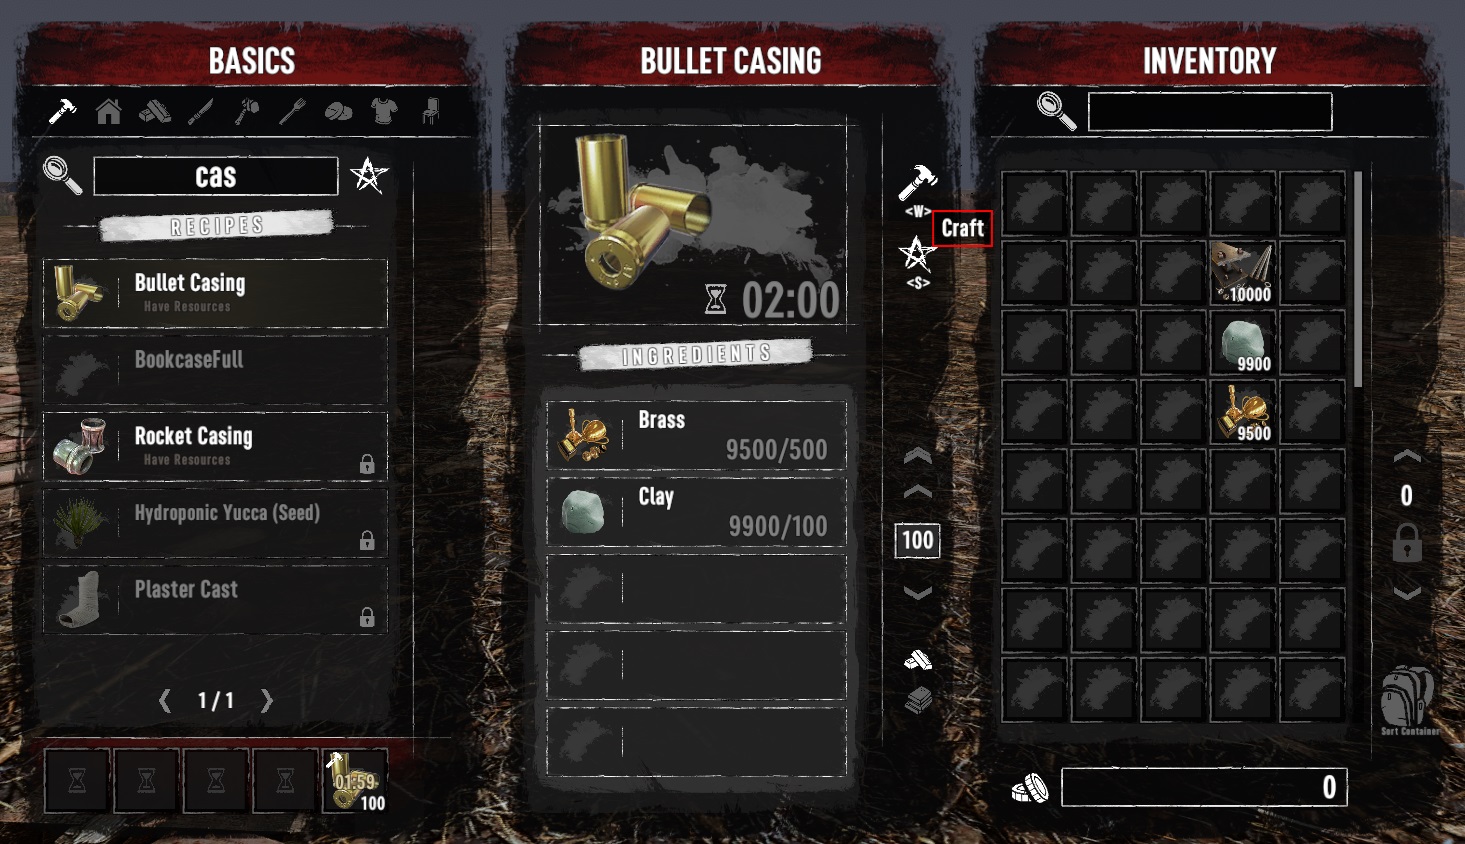 BASICS
cas
RECIPES
Bullet Casing
Have Resources
BookcaseFull
Rocket Casing
Have Resources
Hydroponic Yucca (Seed)
Plaster Cast
1 / 1
01:59
100
BULLET CASING
02:00
INGREDIENTS
Brass
9500/500
Clay
9900/100
<W>
Craft
<S>
100
INVENTORY
10000
9900
9500
0
Sort Container
0